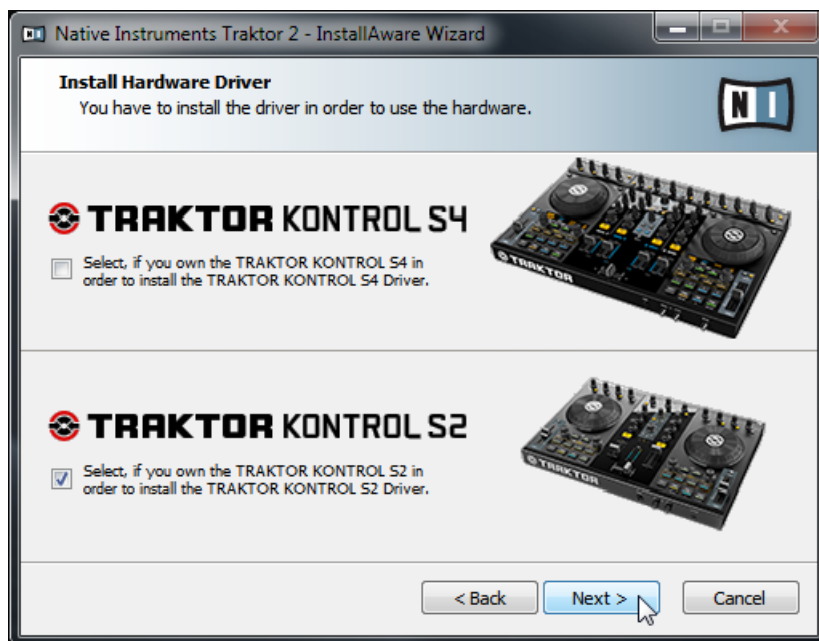 Native Instruments Traktor 2 - InstallAware Wizard
Install Hardware Driver
You have to install the driver in order to use the hardware.
N I
TRAKTOR KONTROL S4
Select, if you own the TRAKTOR KONTROL S4 in
order to install the TRAKTOR KONTROL S4 Driver.
TRAKTOR
TRAKTOR KONTROL S2
Select, if you own the TRAKTOR KONTROL S2 in
order to install the TRAKTOR KONTROL S2 Driver.
TRAKTOR
< Back
Next >
Cancel